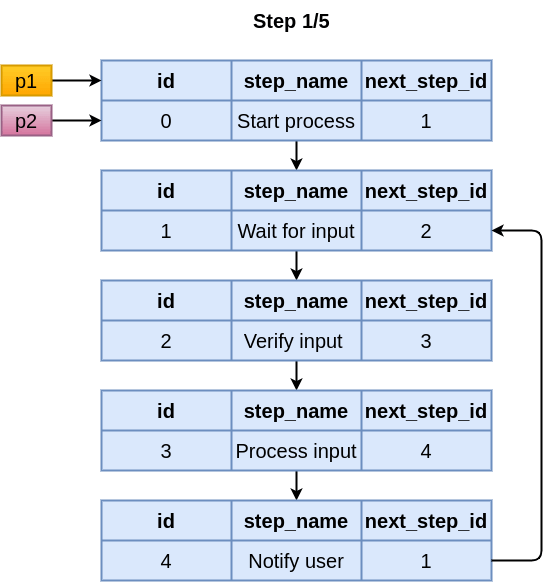 Step 1/5
p1
id step_name next_step_id
p2
0 Start process 1
id step_name next_step_id
1 Wait for input 2
id step_name next_step_id
2 Verify input 3
id step_name next_step_id
3 Process input 4
id step_name next_step_id
4 Notify user 1